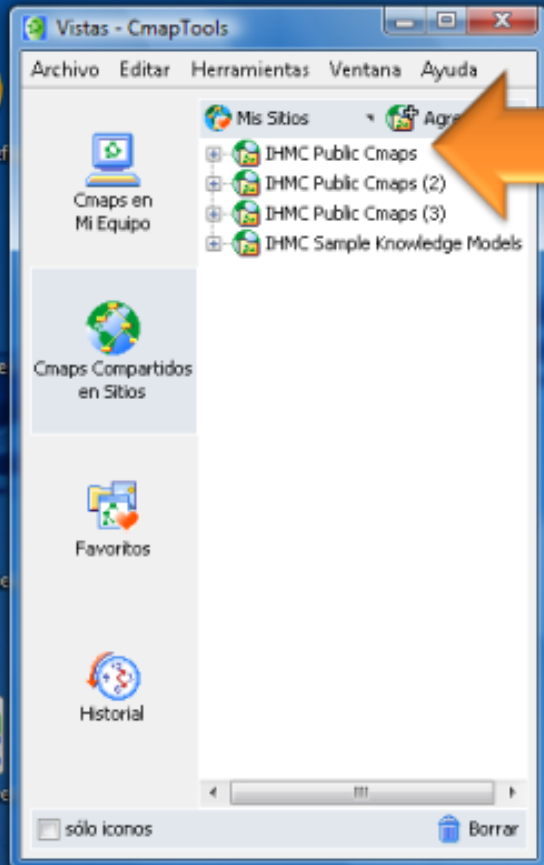 Vistas - CmapTools
Archivo Editar Herramientas Ventana Ayuda
Mis Sitios
IHMC Public Cmaps
IHMC Public Cmaps (2)
IHMC Public Cmaps (3)
IHMC Sample Knowledge Models
Cmaps en
Mi Equipo
Cmaps Compartidos
en Sitios
Favoritos
Historial
sólo iconos
Borrar